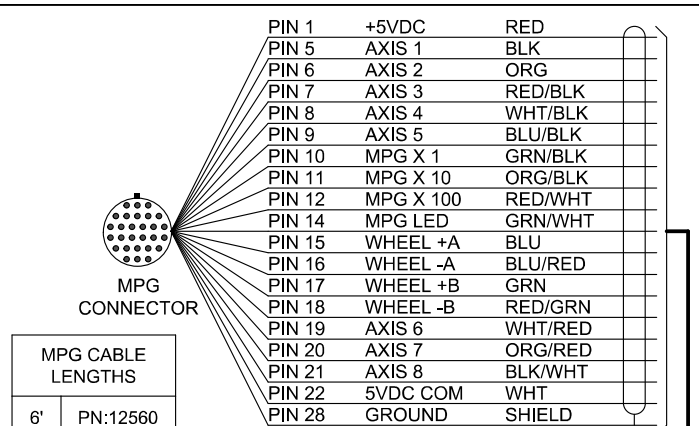 PIN 1 +5VDC RED
PIN 5 AXIS 1 BLK
PIN 6 AXIS 2 ORG
PIN 7 AXIS 3 RED/BLK
PIN 8 AXIS 4 WHT/BLK
PIN 9 AXIS 5 BLU/BLK
PIN 10 MPG X 1 GRN/BLK
PIN 11 MPG X 10 ORG/BLK
PIN 12 MPG X 100 RED/WHT
PIN 14 MPG LED GRN/WHT
PIN 15 WHEEL +A BLU
PIN 16 WHEEL -A BLU/RED
PIN 17 WHEEL +B GRN
PIN 18 WHEEL -B RED/GRN
PIN 19 AXIS 6 WHT/RED
PIN 20 AXIS 7 ORG/RED
PIN 21 AXIS 8 BLK/WHT
PIN 22 5VDC COM WHT
PIN 28 GROUND SHIELD
MPG
CONNECTOR
MPG CABLE
LENGTHS
6' PN:12560